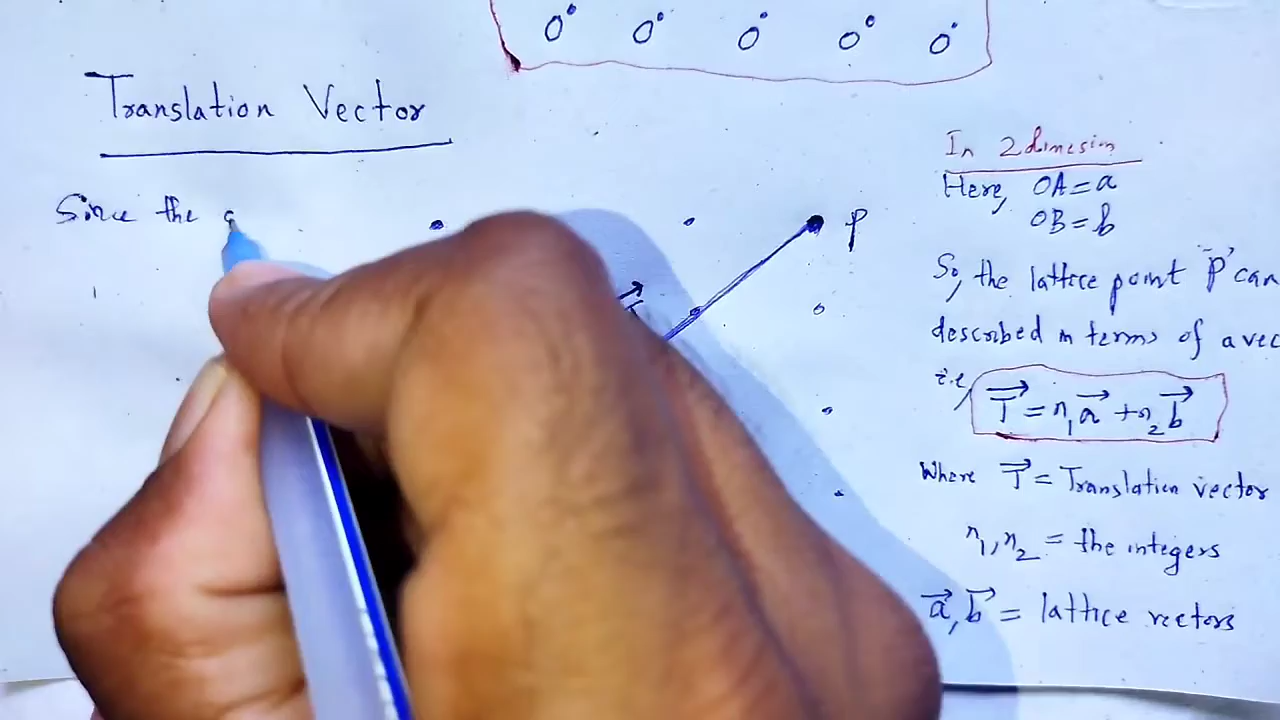 Translation Vector
Since the
P
T
In 2 dimesim
Here, OA = a
OB = b
So, the lattice point 'P' can
described in terms of a vec
i.e, T = n₁a + n₂b
Where T = Translation vector
n₁, n₂ = the integers
a, b = lattice vectors